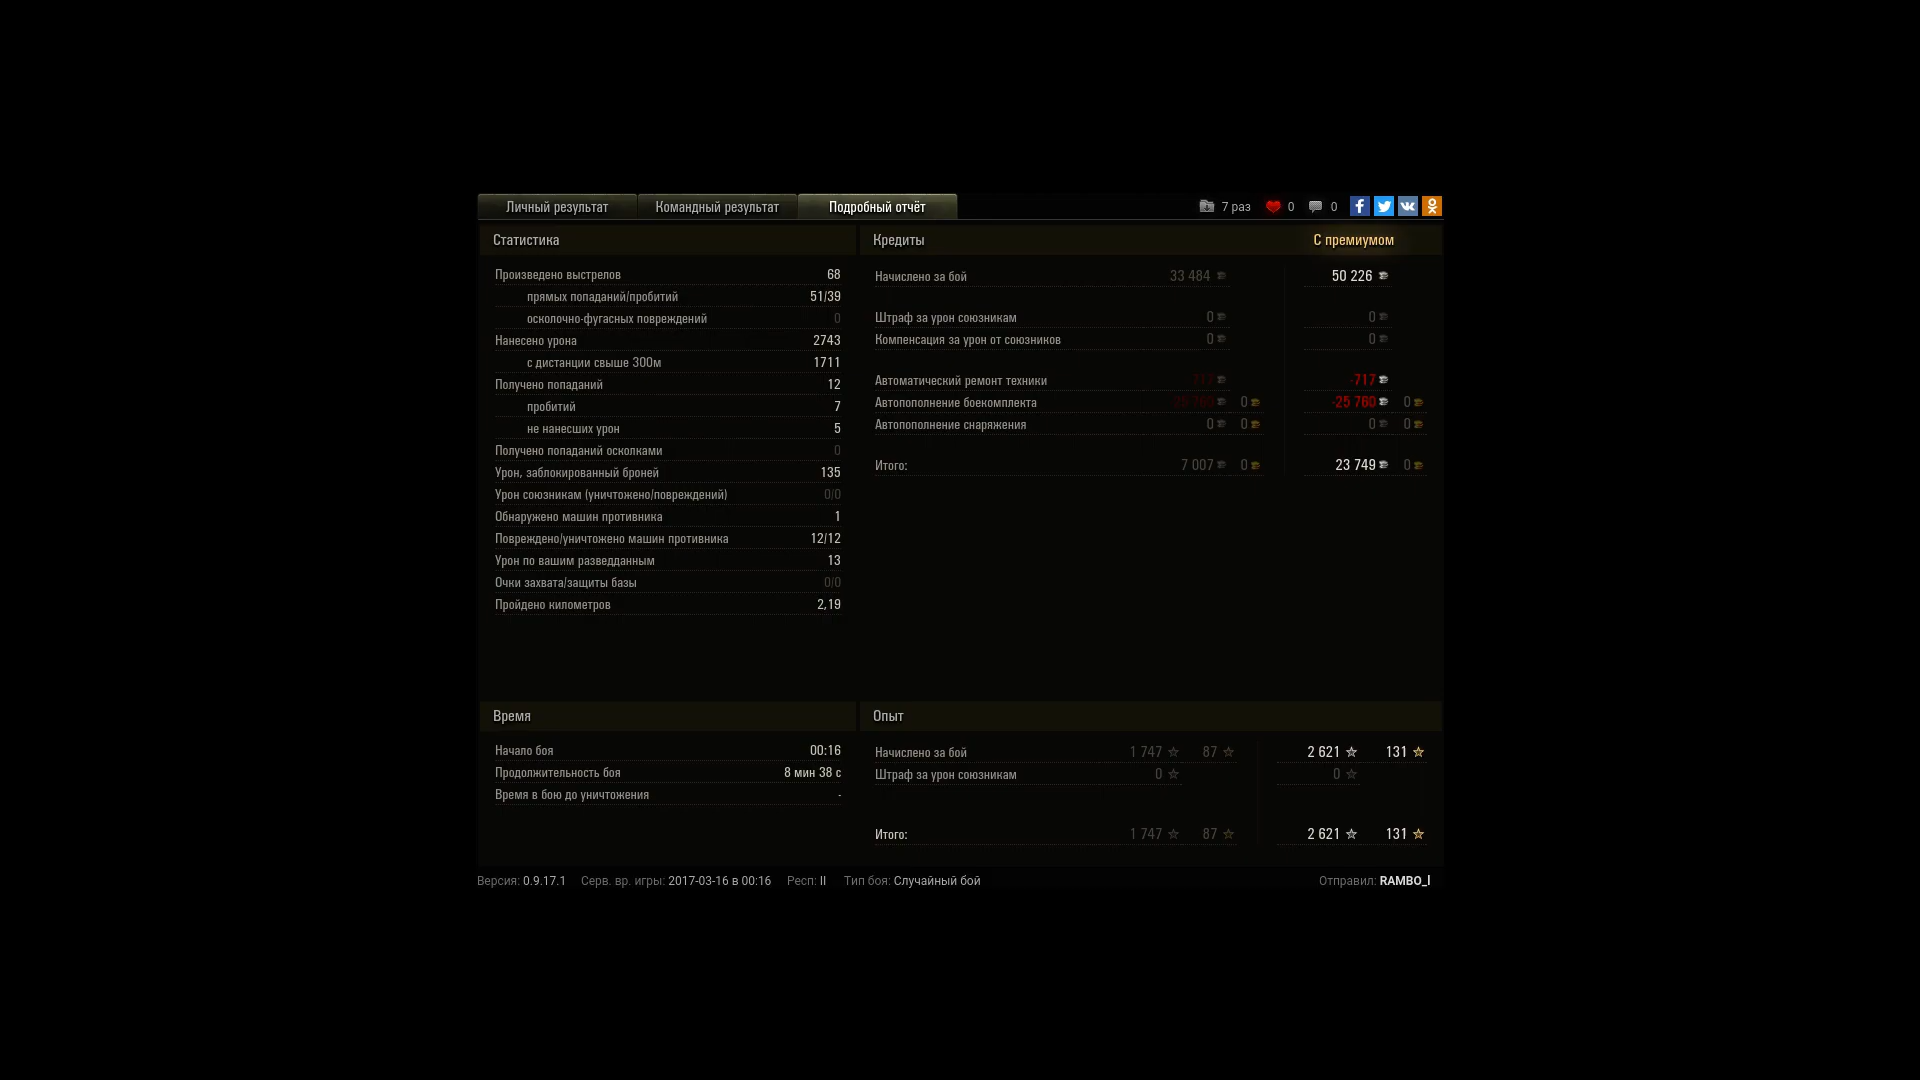 Личный результат Командный результат Подробный отчёт 7 раз 0 0
Статистика
Произведено выстрелов 68
прямых попаданий/пробитий 51/39
осколочно-фугасных повреждений 0
Нанесено урона 2743
с дистанции свыше 300м 1711
Получено попаданий 12
пробитий 7
не нанесших урон 5
Получено попаданий осколками 0
Урон, заблокированный броней 135
Урон союзникам (уничтожено/повреждений) 0/0
Обнаружено машин противника 1
Повреждено/уничтожено машин противника 12/12
Урон по вашим разведданным 13
Очки захвата/защиты базы 0/0
Пройдено километров 2,19
Кредиты С премиумом
Начислено за бой 33 484 50 226
Штраф за урон союзникам 0 0
Компенсация за урон от союзников 0 0
Автоматический ремонт техники -717 -717
Автопополнение боекомплекта -25 760 0 -25 760 0
Автопополнение снаряжения 0 0 0 0
Итого: 7 007 0 23 749 0
Время
Начало боя 00:16
Продолжительность боя 8 мин 38 с
Время в бою до уничтожения -
Опыт
Начислено за бой 1 747 87 2 621 131
Штраф за урон союзникам 0 0
Итого: 1 747 87 2 621 131
Версия: 0.9.17.1 Серв. вр. игры: 2017-03-16 в 00:16 Респ: II Тип боя: Случайный бой Отправил: RAMBO_l